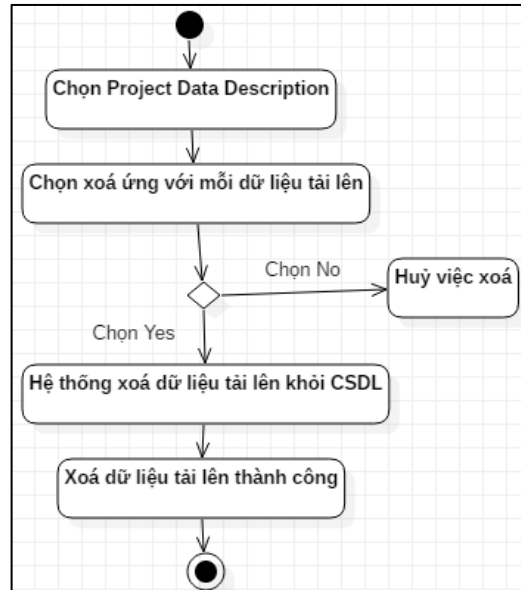 Chọn Project Data Description
Chọn xoá ứng với mỗi dữ liệu tải lên
Chọn No
Huỷ việc xoá
Chọn Yes
Hệ thống xoá dữ liệu tải lên khỏi CSDL
Xoá dữ liệu tải lên thành công